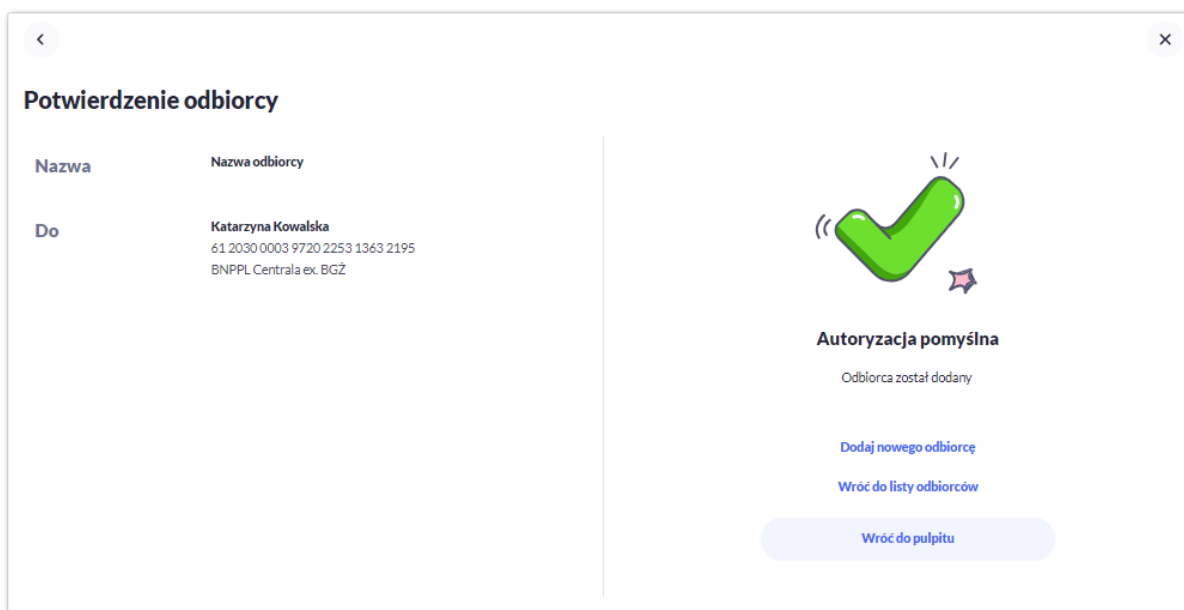 Potwierdzenie odbiorcy
Nazwa
Nazwa odbiorcy
Do
Katarzyna Kowalska
61 2030 0003 9720 2253 1363 2195
BNPPL Centrala ex. BGŻ
Autoryzacja pomyślna
Odbiorca został dodany
Dodaj nowego odbiorcę
Wróć do listy odbiorców
Wróć do pulpitu